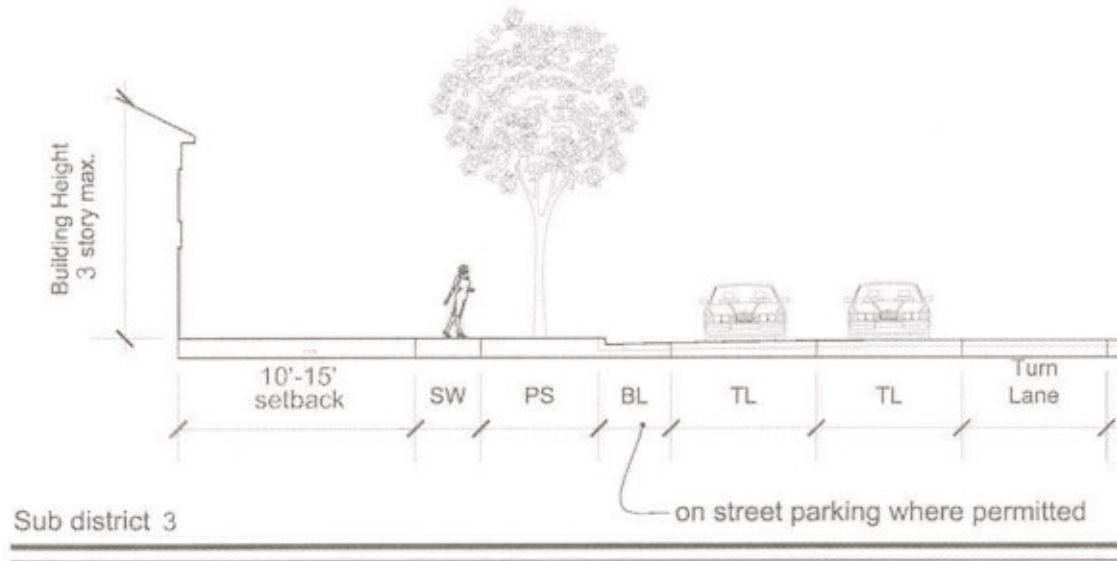 Building Height
3 story max.
10'-15'
setback
SW
PS
BL
TL
TL
Turn
Lane
on street parking where permitted
Sub district 3